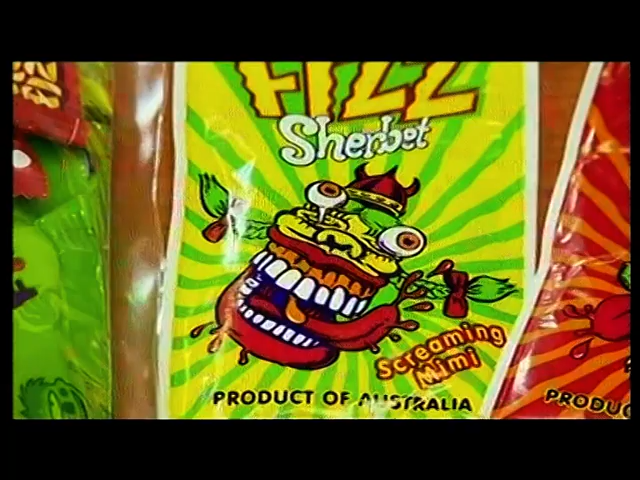 FIZZ
Sherbet
Screaming
Mimi
PRODUCT OF AUSTRALIA
PRODUC